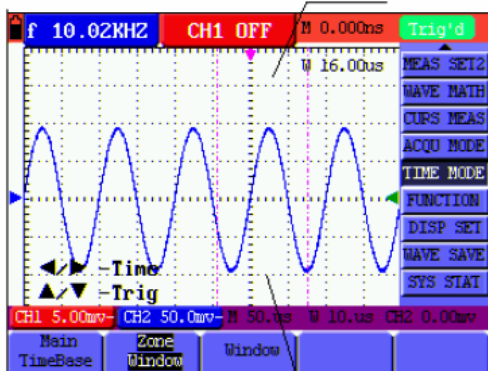 f 10.02KHZ
CH1 OFF
M 0.000ns
Trig'd
W 16.00us
MEAS SET2
WAVE MATH
CURS MEAS
ACQU MODE
TIME MODE
FUNCTION
DISP SET
WAVE SAVE
SYS STAT
◀/▶ -Time
▲/▼ -Trig
CH1 5.00mv~ CH2 50.0mv~ M 50.us W 10.us CH2 0.00mv
Main TimeBase
Zone Window
Window